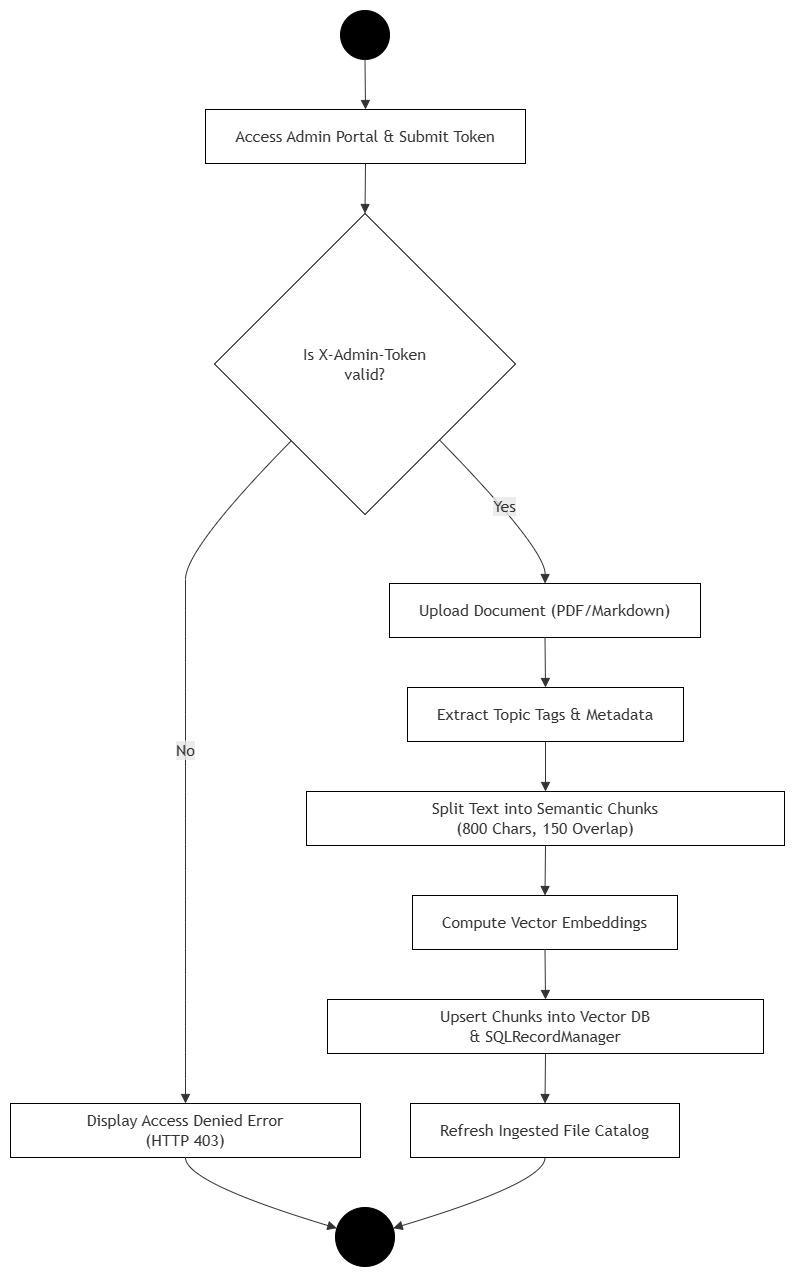 Access Admin Portal & Submit Token
Is X-Admin-Token
valid?
Yes
Upload Document (PDF/Markdown)
Extract Topic Tags & Metadata
No
Split Text into Semantic Chunks
(800 Chars, 150 Overlap)
Compute Vector Embeddings
Upsert Chunks into Vector DB
& SQLRecordManager
Display Access Denied Error
(HTTP 403)
Refresh Ingested File Catalog